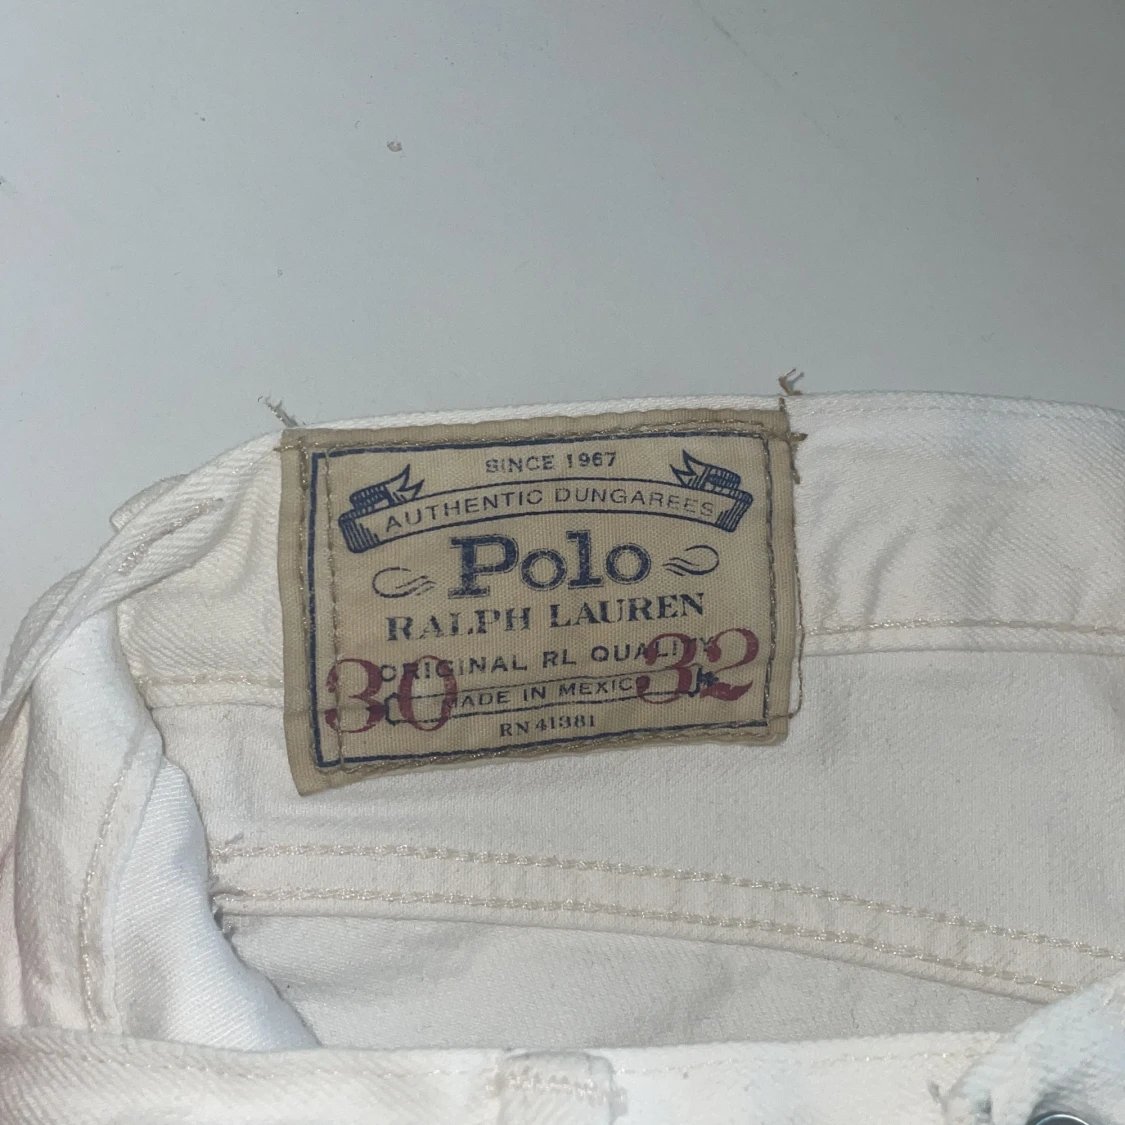 SINCE 1967
AUTHENTIC DUNGAREES
Polo
RALPH LAUREN
ORIGINAL RL QUALITY
30 32
MADE IN MEXICO
RN 41381